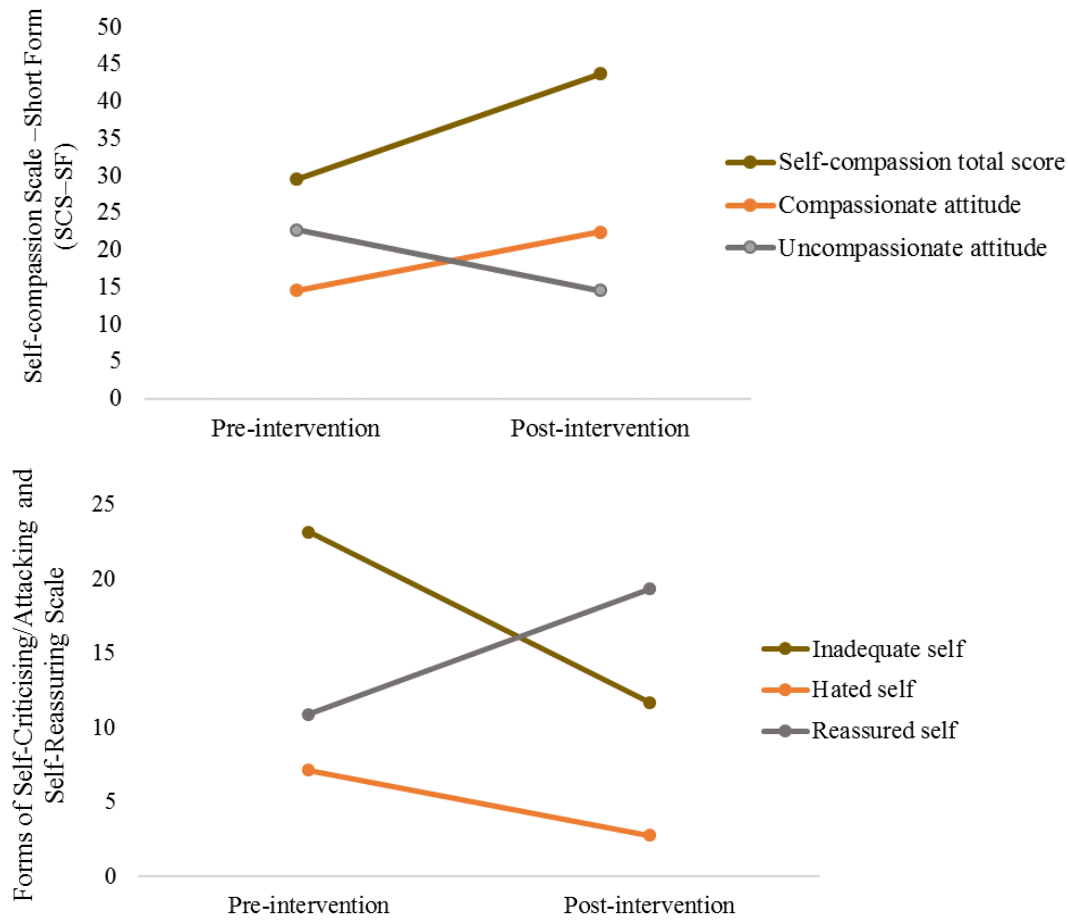 Self-compassion Scale –Short Form
(SCS–SF)
50
45
40
35
30
25
20
15
10
5
0
Pre-intervention
Post-intervention
Self-compassion total score
Compassionate attitude
Uncompassionate attitude
Forms of Self-Criticising/Attacking and
Self-Reassuring Scale
25
20
15
10
5
0
Pre-intervention
Post-intervention
Inadequate self
Hated self
Reassured self